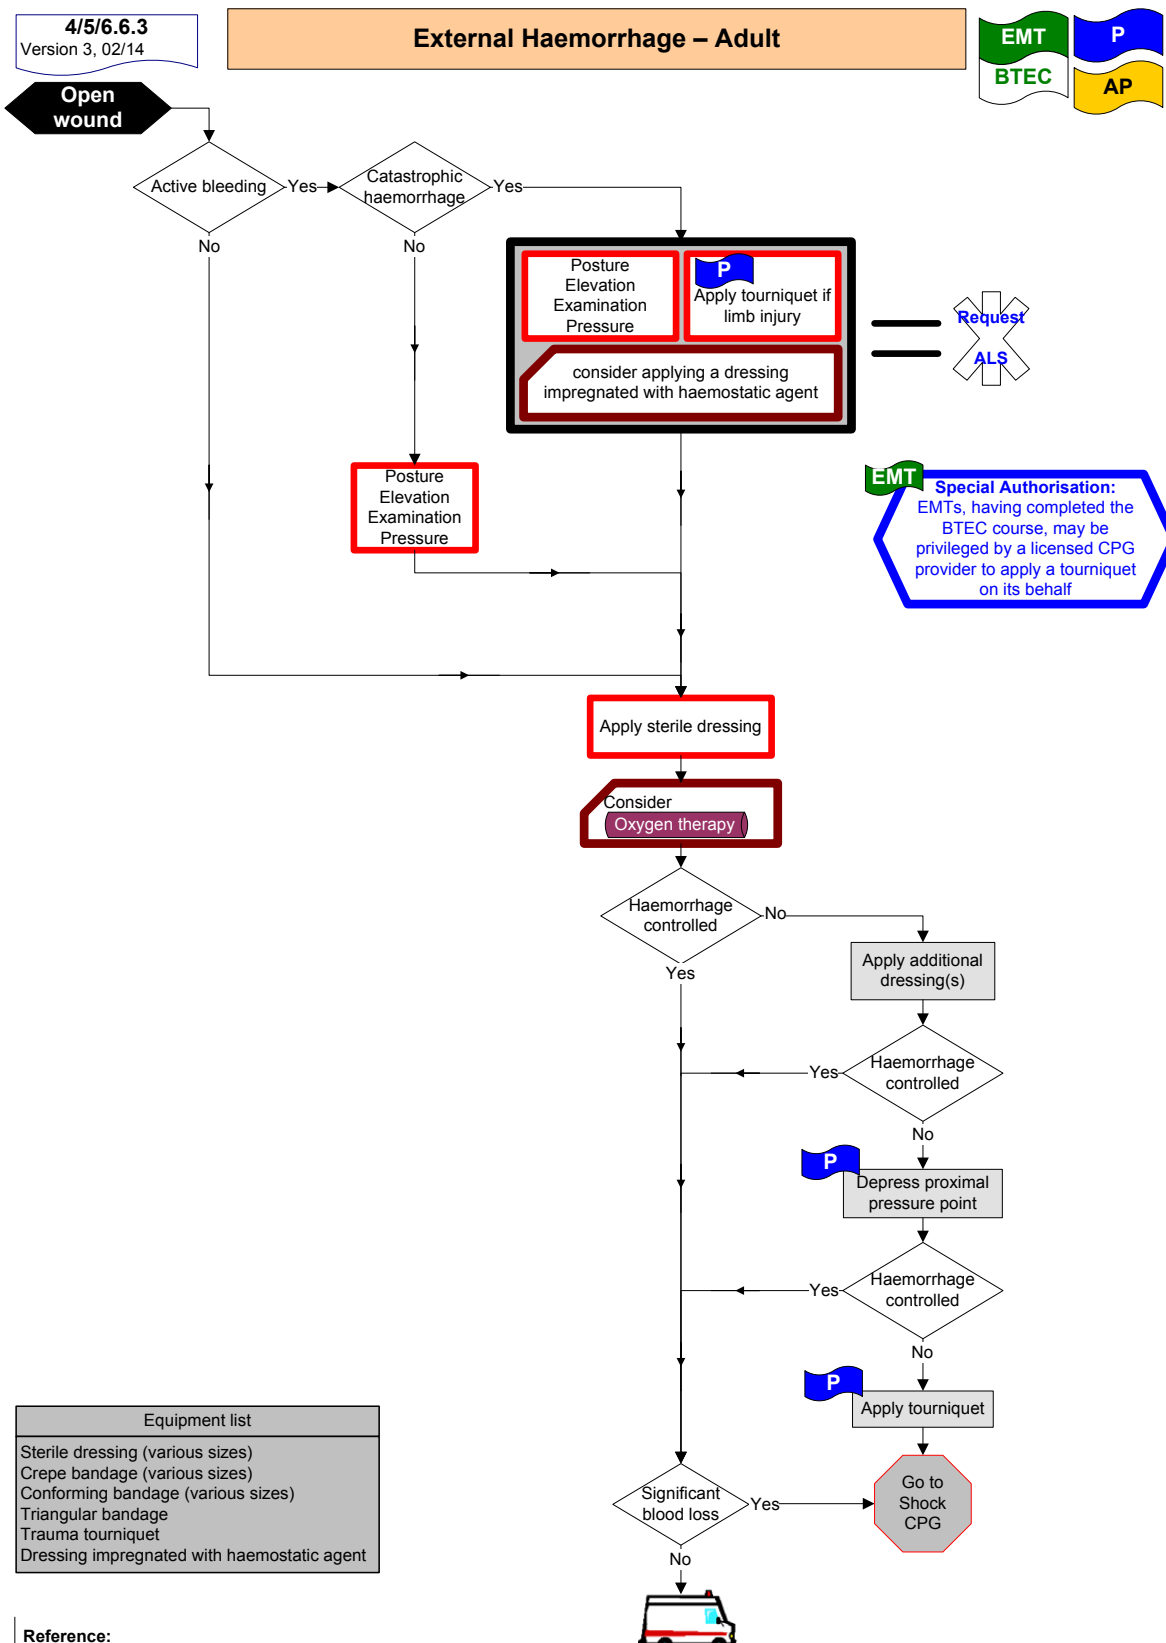 4/5/6.6.3
Version 3, 02/14
External Haemorrhage – Adult
EMT
P
BTEC
AP
Open
wound
Active bleeding
Yes
No
Catastrophic
haemorrhage
Yes
No
Posture
Elevation
Examination
Pressure
P
Apply tourniquet if
limb injury
consider applying a dressing
impregnated with haemostatic agent
Request
ALS
Posture
Elevation
Examination
Pressure
EMT
Special Authorisation:
EMTs, having completed the
BTEC course, may be
privileged by a licensed CPG
provider to apply a tourniquet
on its behalf
Apply sterile dressing
Consider
Oxygen therapy
Haemorrhage
controlled
No
Yes
Apply additional
dressing(s)
Haemorrhage
controlled
Yes
No
P
Depress proximal
pressure point
Haemorrhage
controlled
Yes
No
P
Apply tourniquet
Equipment list
Sterile dressing (various sizes)
Crepe bandage (various sizes)
Conforming bandage (various sizes)
Triangular bandage
Trauma tourniquet
Dressing impregnated with haemostatic agent
Significant
blood loss
Yes
No
Go to
Shock
CPG
Reference: